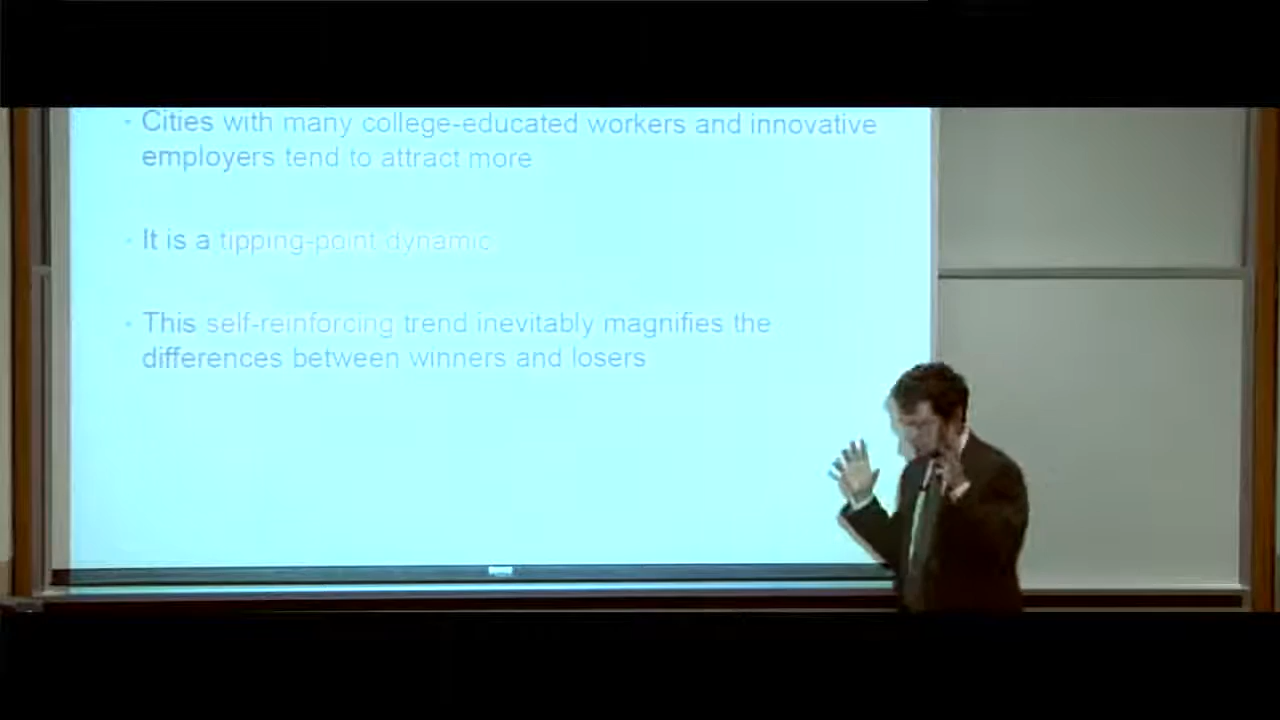 · Cities with many college-educated workers and innovative
employers tend to attract more
· It is a tipping-point dynamic
· This self-reinforcing trend inevitably magnifies the
differences between winners and losers